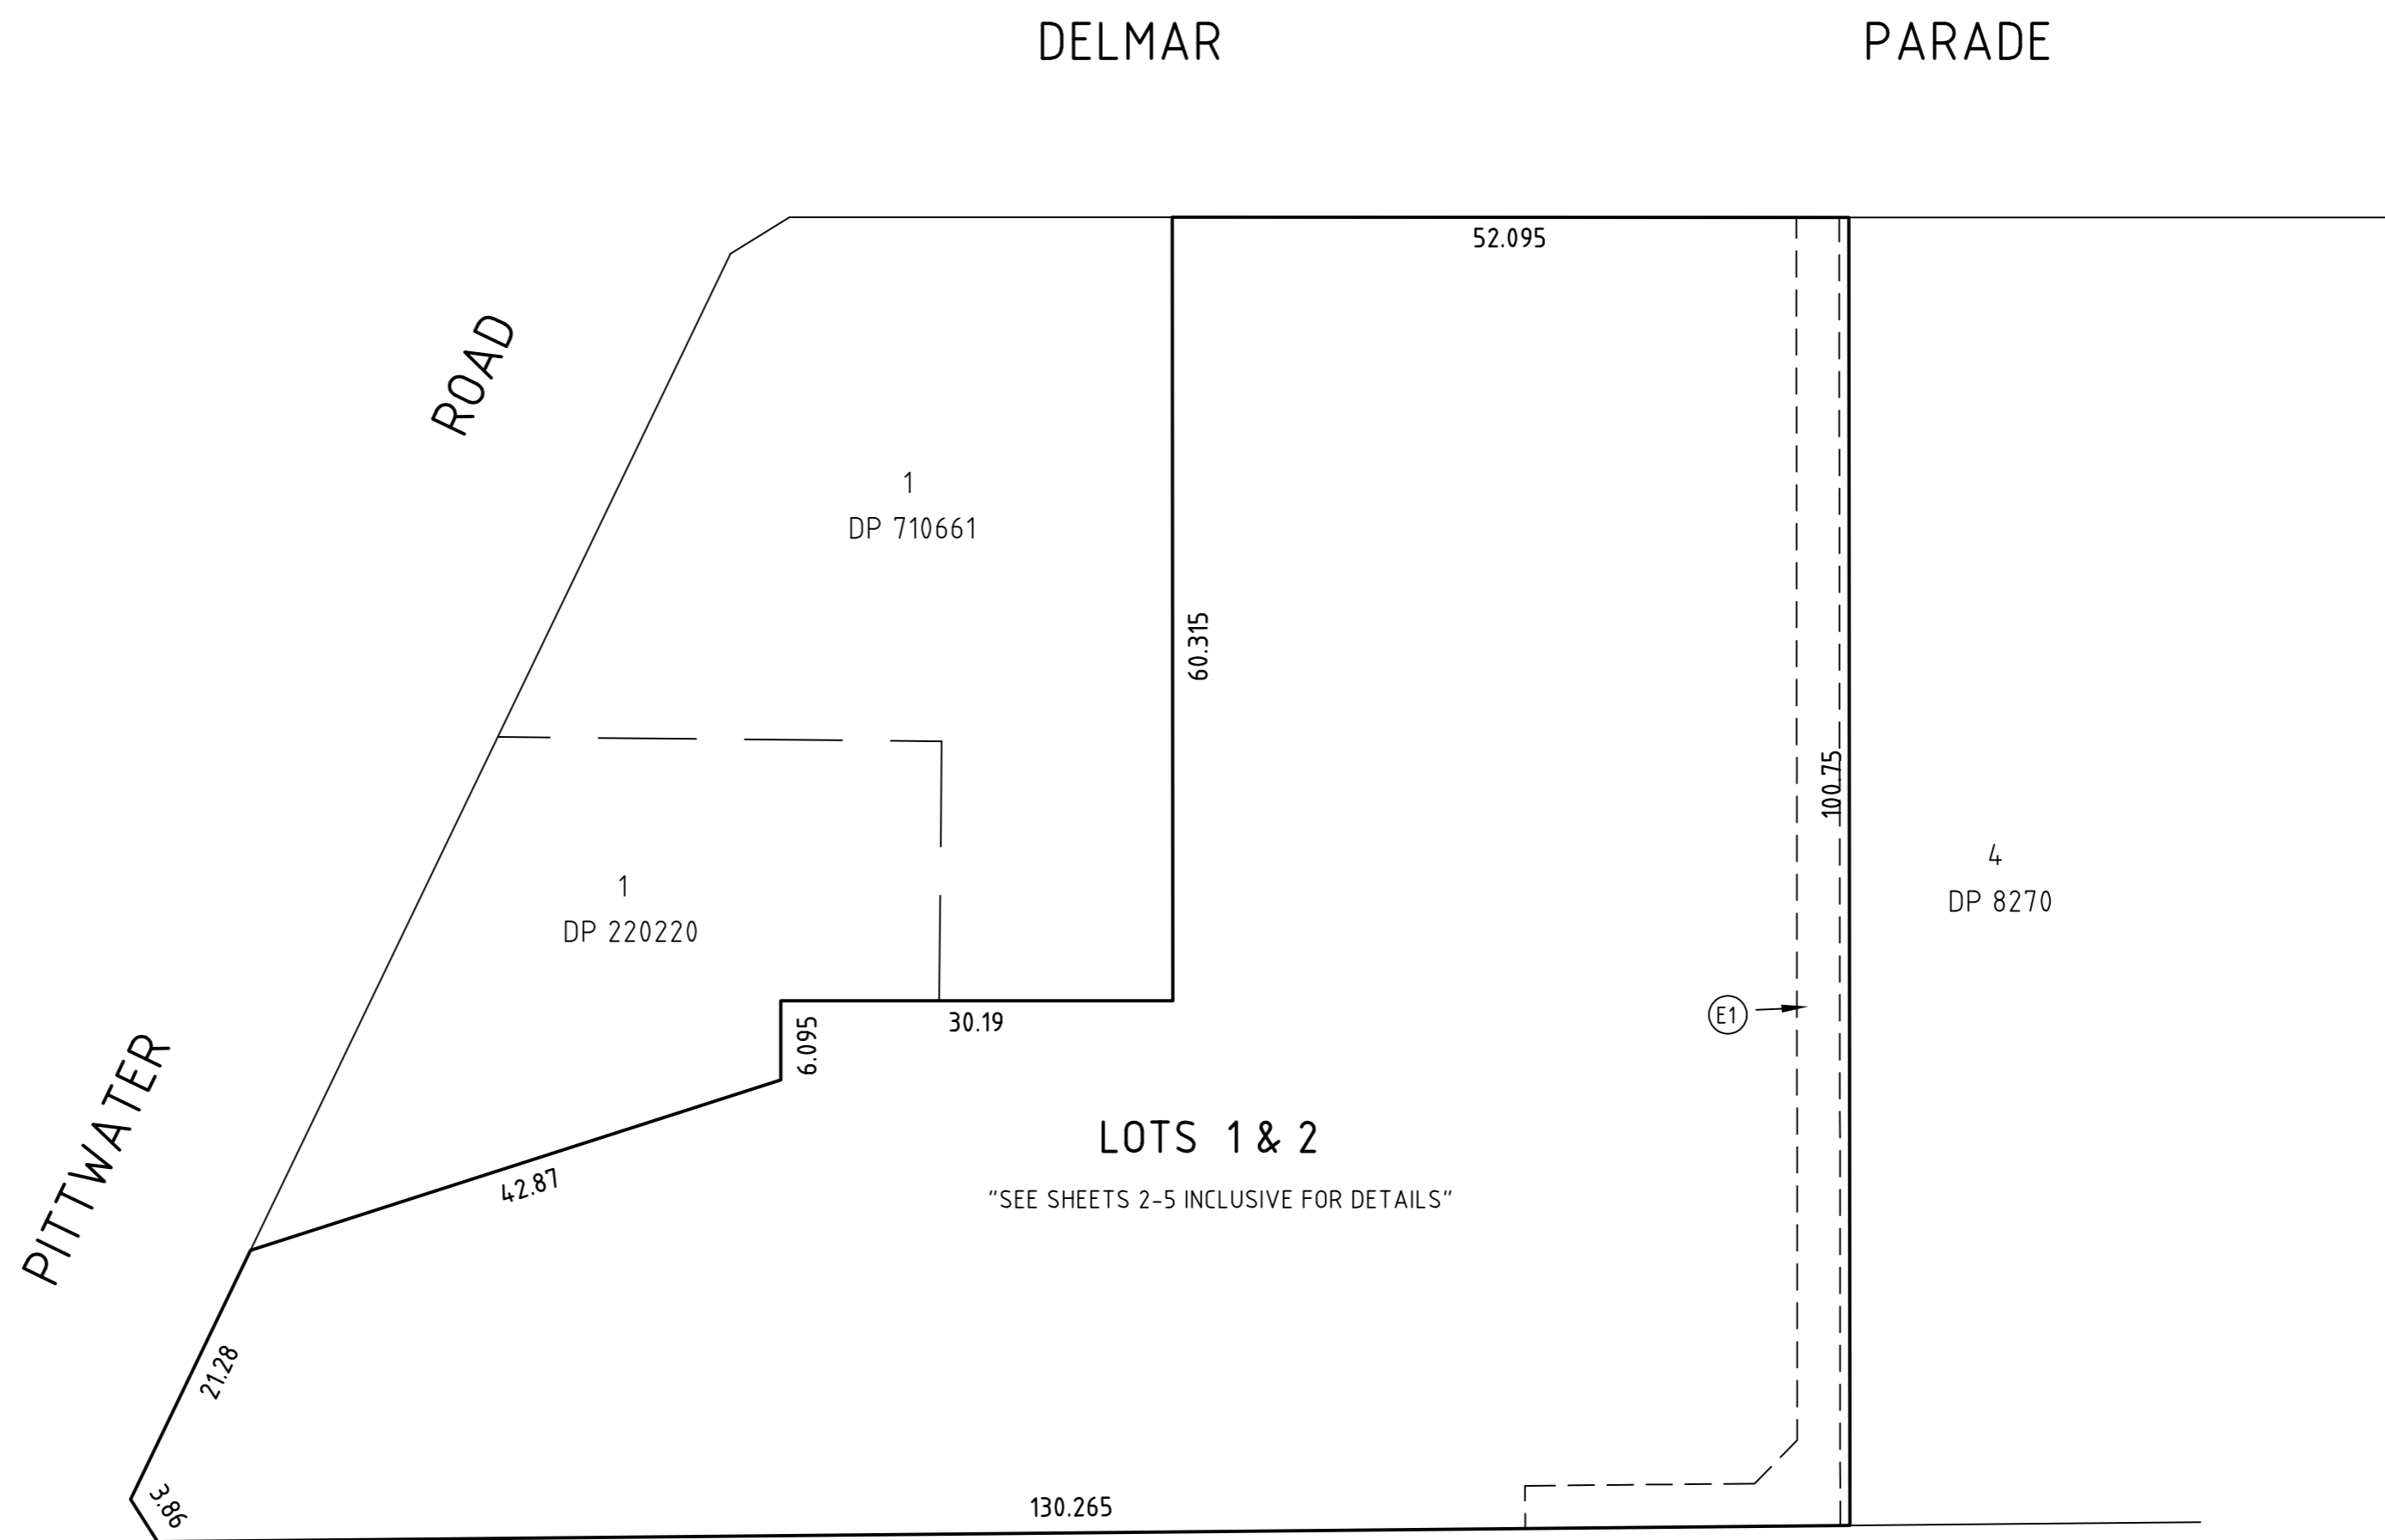 DELMAR PARADE
52.095
ROAD
1
DP 710661
60.315
100.75
4
DP 8270
1
DP 220220
E1
30.19
6.095
PITTWATER
LOTS 1 & 2
42.87
"SEE SHEETS 2-5 INCLUSIVE FOR DETAILS"
21.28
3.86
130.265